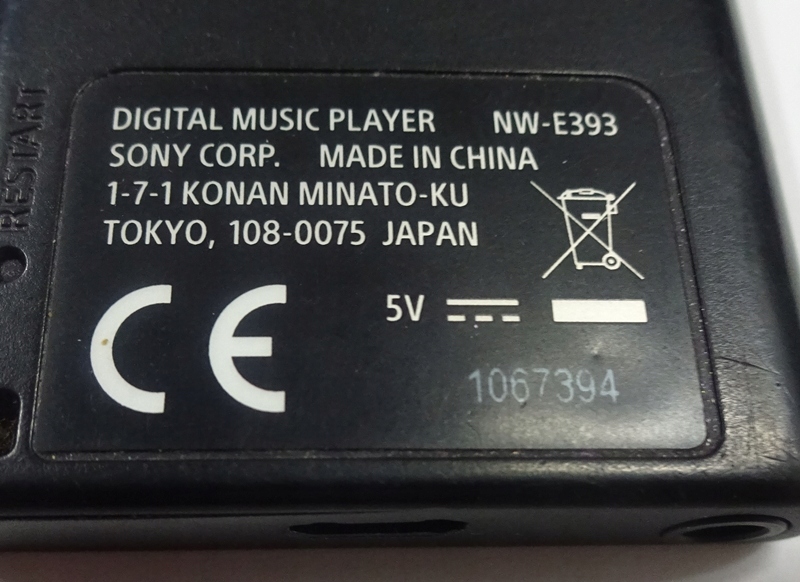 RESTART
DIGITAL MUSIC PLAYER NW-E393
SONY CORP. MADE IN CHINA
1-7-1 KONAN MINATO-KU
TOKYO, 108-0075 JAPAN
CE
5V
1067394